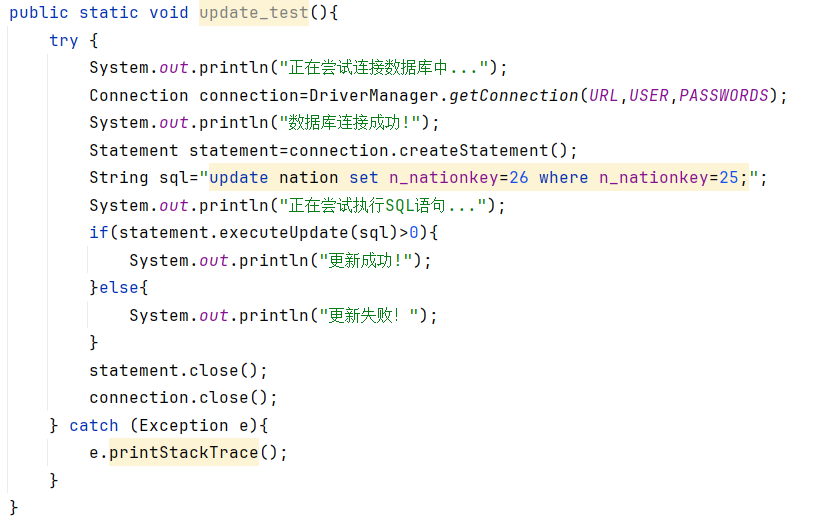 public static void update_test(){
try {
System.out.println("正在尝试连接数据库中...");
Connection connection=DriverManager.getConnection(URL,USER,PASSWORDS);
System.out.println("数据库连接成功!");
Statement statement=connection.createStatement();
String sql="update nation set n_nationkey=26 where n_nationkey=25;";
System.out.println("正在尝试执行SQL语句...");
if(statement.executeUpdate(sql)>0){
System.out.println("更新成功!");
}else{
System.out.println("更新失败！");
}
statement.close();
connection.close();
} catch (Exception e){
e.printStackTrace();
}
}